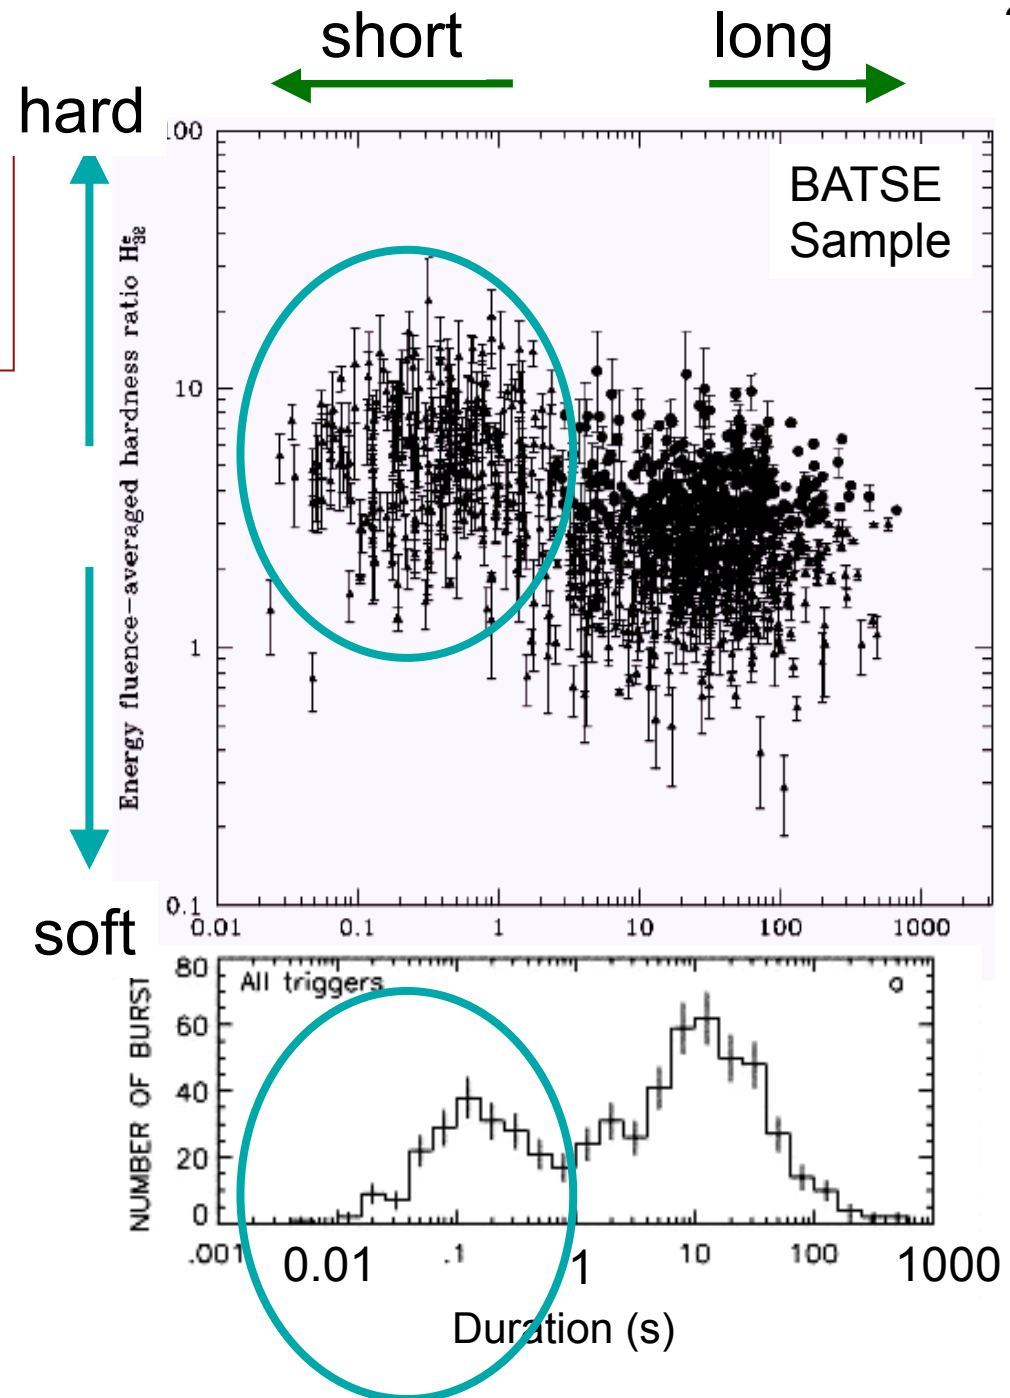 short long
hard
100
BATSE
Sample
Energy fluence-averaged hardness ratio
10
1
0.1
0.01 0.1 1 10 100 1000
soft
80
All triggers a
60
40
20
0
NUMBER OF BURST
.001 0.01 .1 1 10 100 1000
Duration (s)